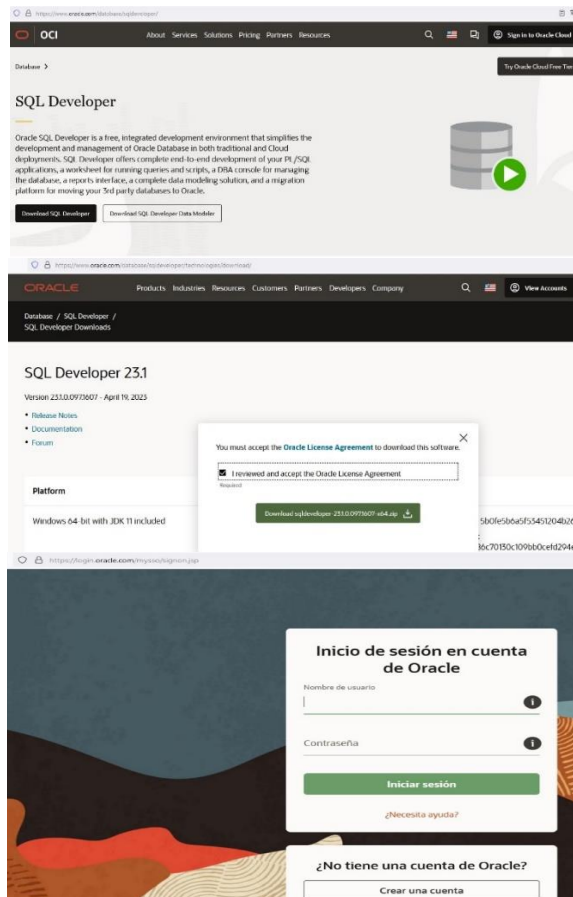 https://www.oracle.com/database/sqldeveloper/
OCI
About Services Solutions Pricing Partners Resources
Sign in to Oracle Cloud
Database >
Try Oracle Cloud Free Tier
SQL Developer
Oracle SQL Developer is a free, integrated development environment that simplifies the
development and management of Oracle Database in both traditional and Cloud
deployments. SQL Developer offers complete end-to-end development of your PL/SQL
applications, a worksheet for running queries and scripts, a DBA console for managing
the database, a reports interface, a complete data modeling solution, and a migration
platform for moving your 3rd party databases to Oracle.
Download SQL Developer
Download SQL Developer Data Modeler
https://www.oracle.com/database/sqldeveloper/technologies/download/
ORACLE
Products Industries Resources Customers Partners Developers Company
View Accounts
Database / SQL Developer /
SQL Developer Downloads
SQL Developer 23.1
Version 23.1.0.097.1607 - April 19, 2023
• Release Notes
• Documentation
• Forum
You must accept the Oracle License Agreement to download this software.
I reviewed and accept the Oracle License Agreement
Required
Platform
Download sqldeveloper-23.1.0.097.1607-x64.zip
Windows 64-bit with JDK 11 included
https://login.oracle.com/mysso/signon.jsp
Inicio de sesión en cuenta
de Oracle
Nombre de usuario
Contraseña
Iniciar sesión
¿Necesita ayuda?
¿No tiene una cuenta de Oracle?
Crear una cuenta